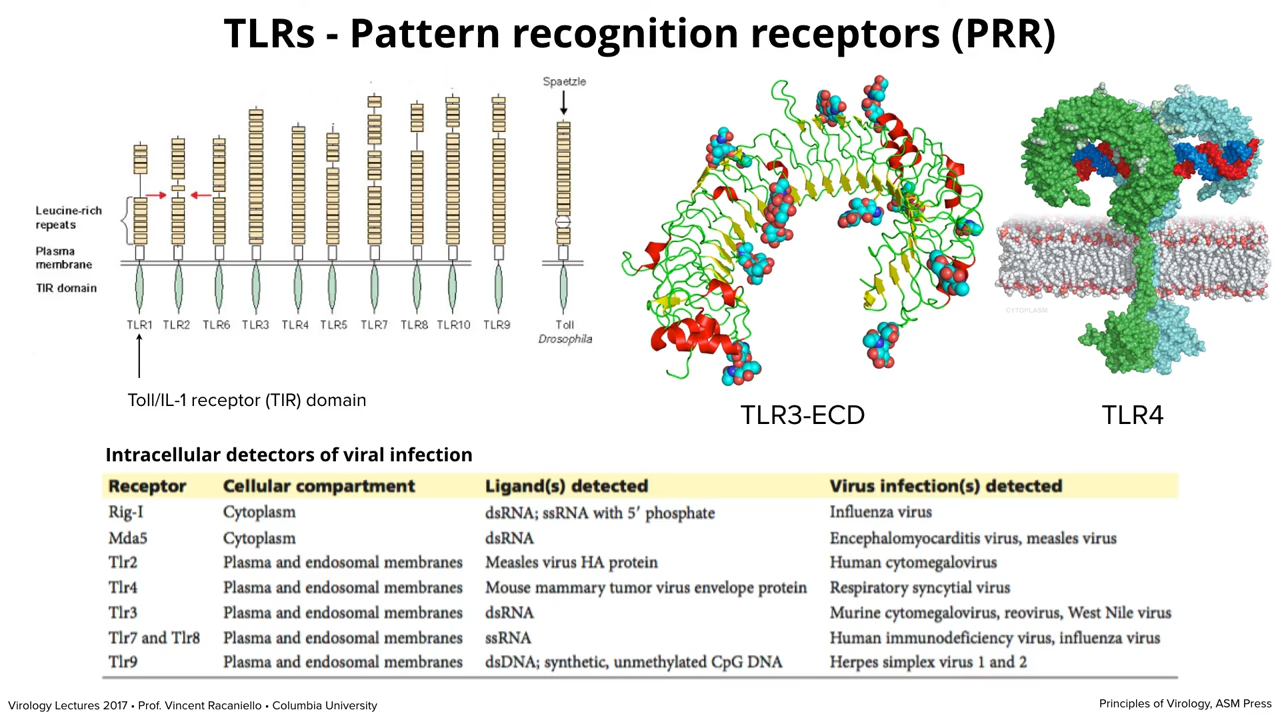 TLRs - Pattern recognition receptors (PRR)
Spaetzle
Leucine-rich
repeats
Plasma
membrane
TIR domain
TLR1 TLR2 TLR6 TLR3 TLR4 TLR5 TLR7 TLR8 TLR10 TLR9 Toll
Drosophila
Toll/IL-1 receptor (TIR) domain
TLR3-ECD
CYTOPLASM
TLR4
Intracellular detectors of viral infection
Receptor Cellular compartment Ligand(s) detected Virus infection(s) detected
Rig-I Cytoplasm dsRNA; ssRNA with 5′ phosphate Influenza virus
Mda5 Cytoplasm dsRNA Encephalomyocarditis virus, measles virus
Tlr2 Plasma and endosomal membranes Measles virus HA protein Human cytomegalovirus
Tlr4 Plasma and endosomal membranes Mouse mammary tumor virus envelope protein Respiratory syncytial virus
Tlr3 Plasma and endosomal membranes dsRNA Murine cytomegalovirus, reovirus, West Nile virus
Tlr7 and Tlr8 Plasma and endosomal membranes ssRNA Human immunodeficiency virus, influenza virus
Tlr9 Plasma and endosomal membranes dsDNA; synthetic, unmethylated CpG DNA Herpes simplex virus 1 and 2
Virology Lectures 2017 • Prof. Vincent Racaniello • Columbia University
Principles of Virology, ASM Press